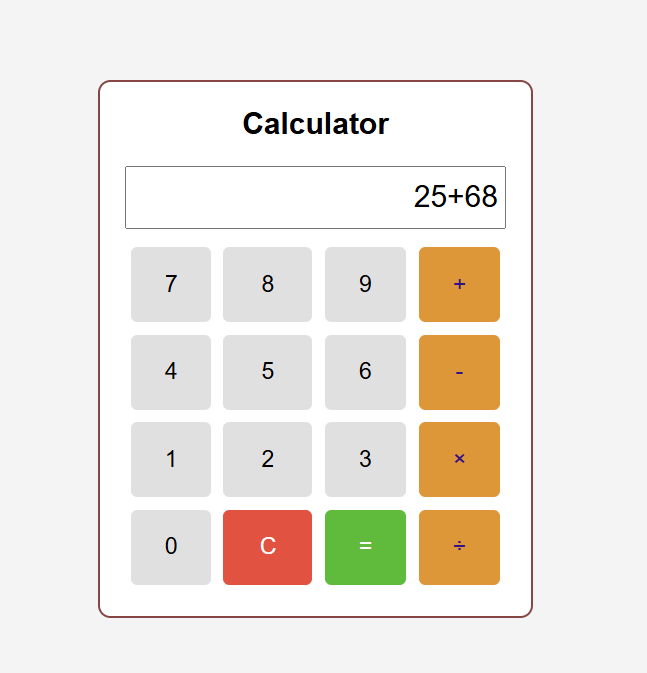 Calculator
25+68
7 8 9 +
4 5 6 -
1 2 3 ×
0 C = ÷